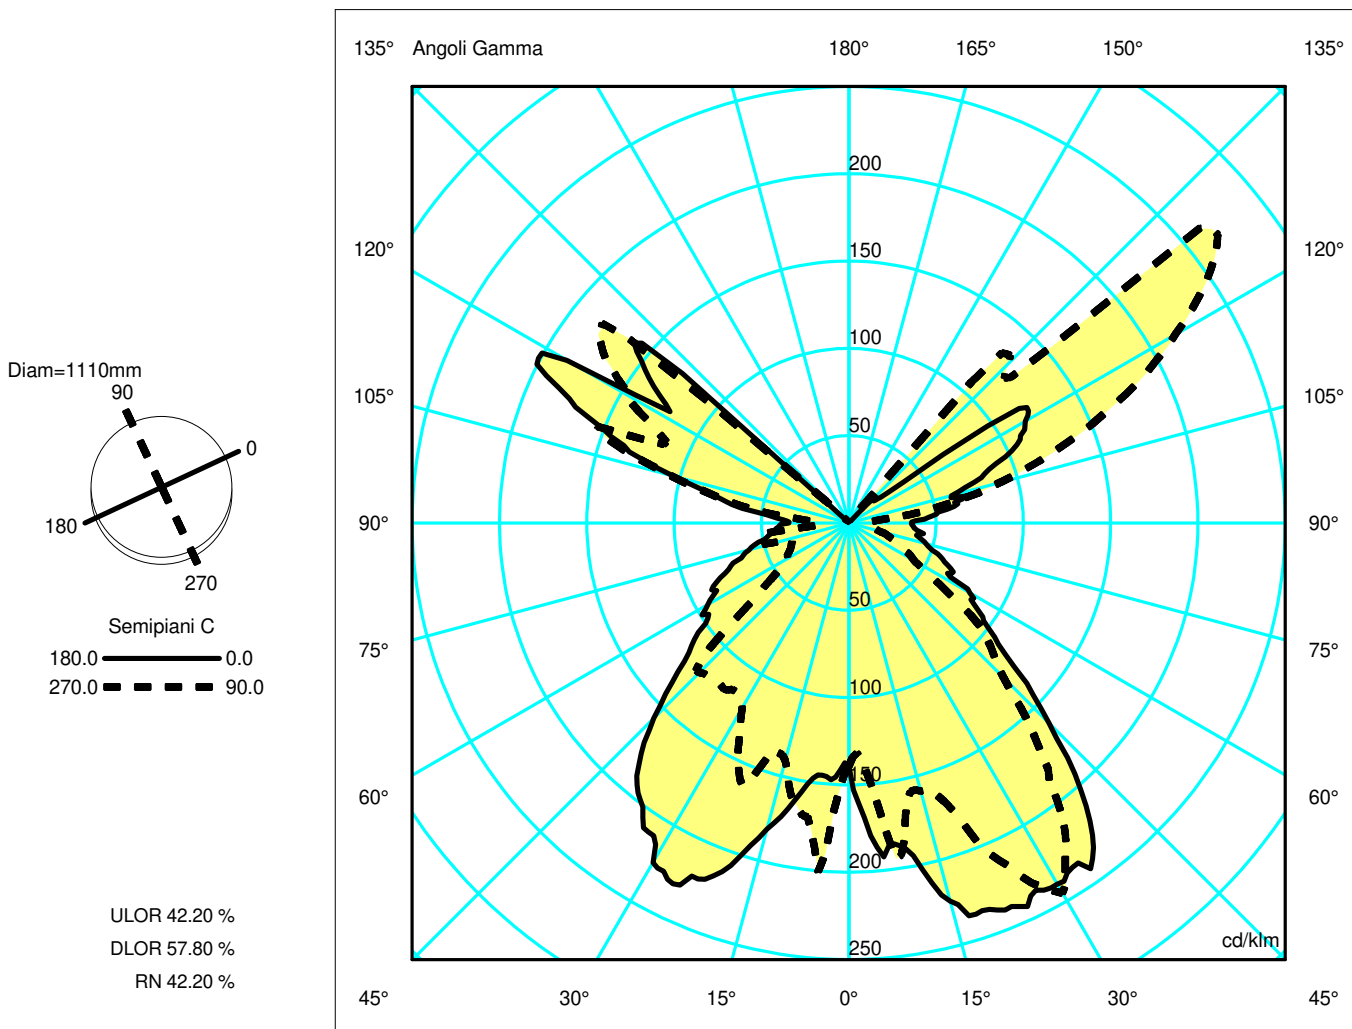 135° Angoli Gamma 180° 165° 150° 135°
200
150
100
50
50
100
150
200
250
cd/klm
120° 120°
105° 105°
90° 90°
75° 75°
60° 60°
45° 30° 15° 0° 15° 30° 45°
Diam=1110mm
90
0
180
270
Semipiani C
180.0 0.0
270.0 90.0
ULOR 42.20 %
DLOR 57.80 %
RN 42.20 %